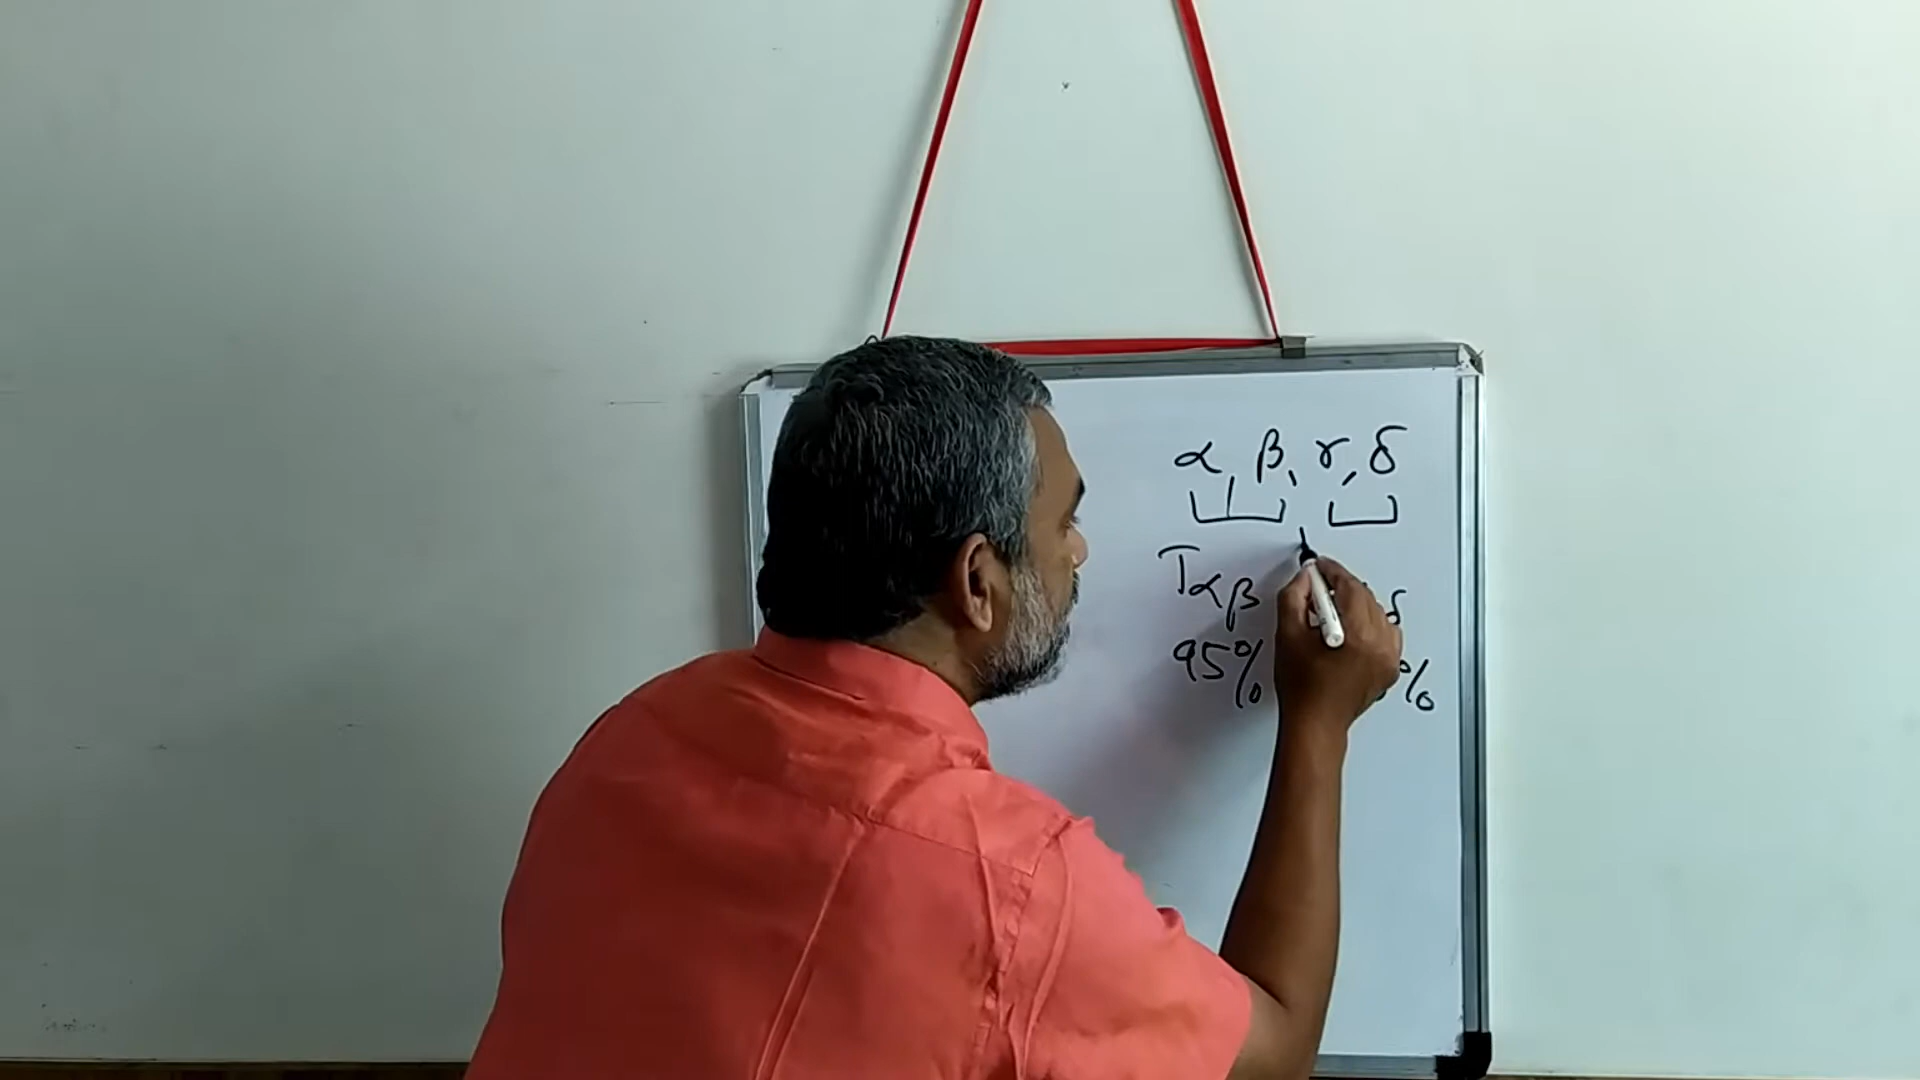 α, β, γ, δ
Tαβ δ
95% %